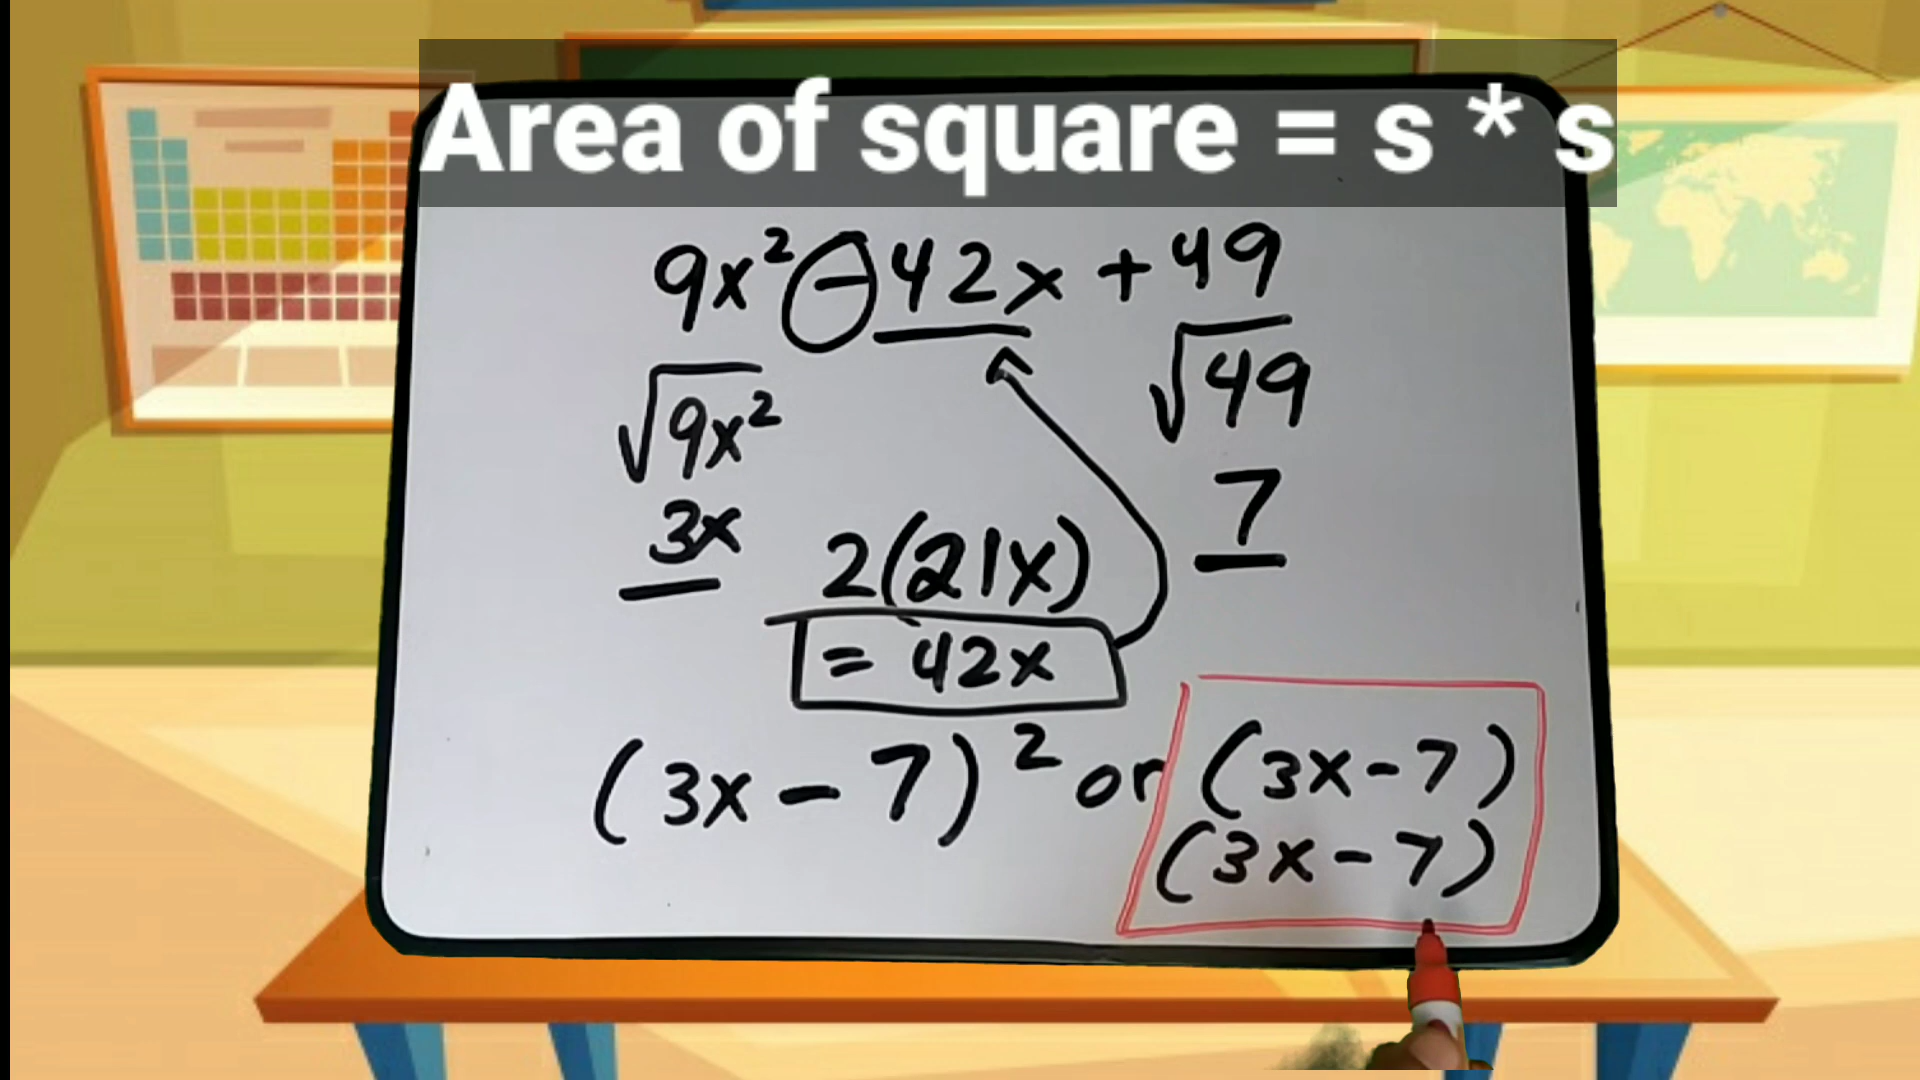 Area of square = s * s
9x² - 42x + 49
√9x² √49
3x 7
2(21x)
= 42x
(3x - 7)² or (3x - 7)
(3x - 7)